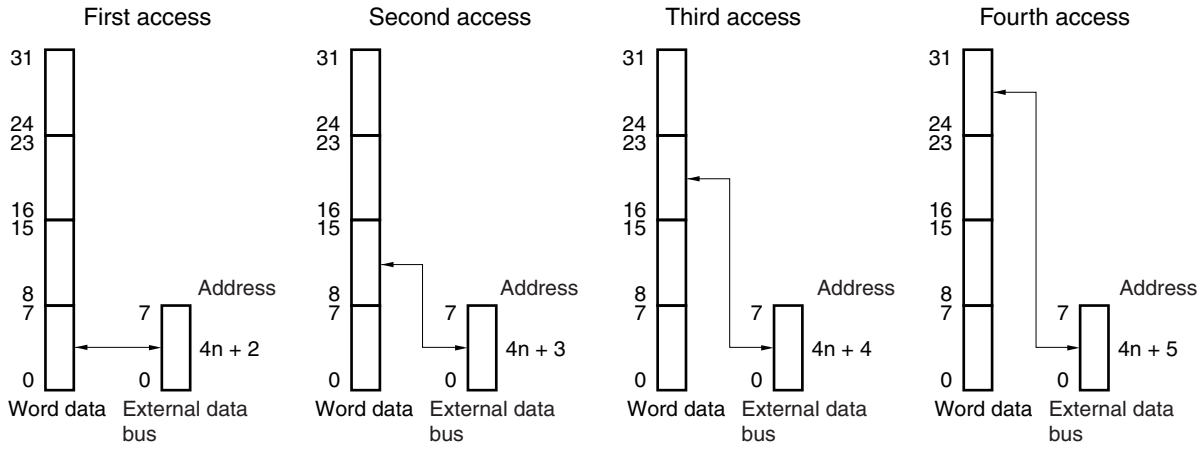 First access
31
24
23
16
15
8
7
0
Address
7
4n + 2
0
Word data
External data
bus
Second access
31
24
23
16
15
8
7
0
Address
7
4n + 3
0
Word data
External data
bus
Third access
31
24
23
16
15
8
7
0
Address
7
4n + 4
0
Word data
External data
bus
Fourth access
31
24
23
16
15
8
7
0
Address
7
4n + 5
0
Word data
External data
bus